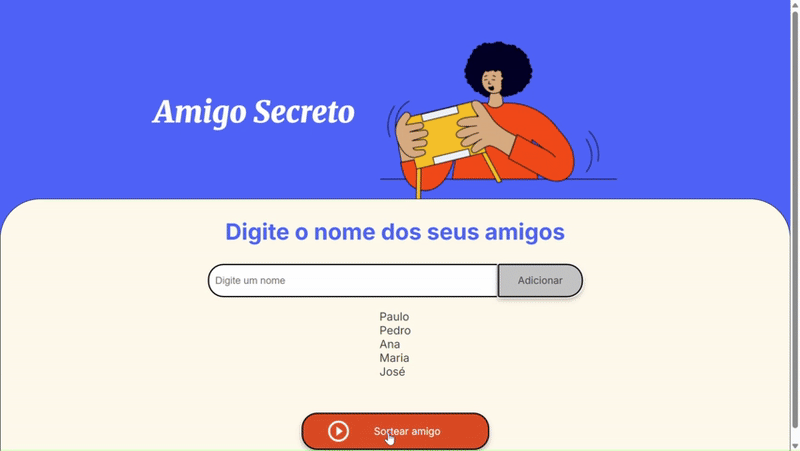 Amigo Secreto
Digite o nome dos seus amigos
Digite um nome
Adicionar
Paulo
Pedro
Ana
Maria
José
Sortear amigo